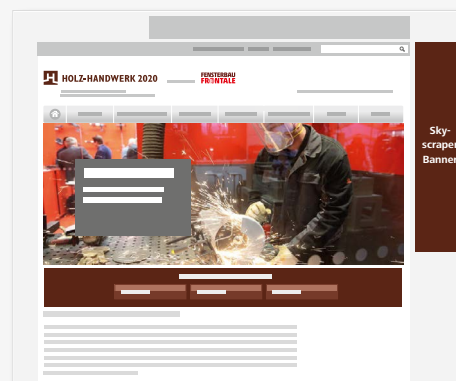 HOLZ-HANDWERK 2020
FENSTERBAU
FRONTALE
Sky-
scraper
Banner